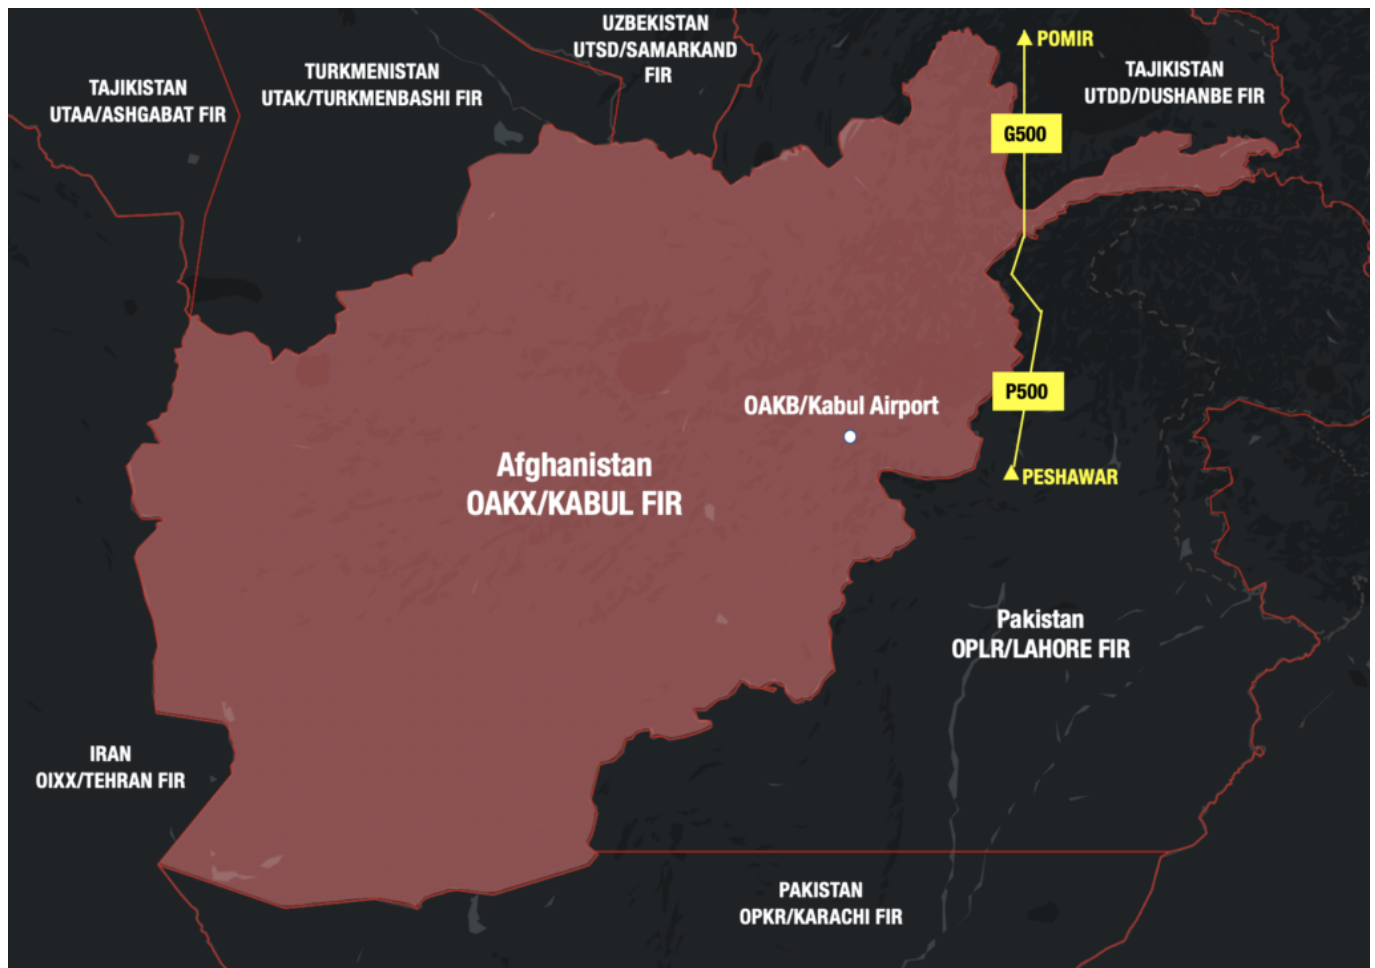 UZBEKISTAN
UTSD/SAMARKAND
FIR
POMIR
TAJIKISTAN
UTAA/ASHGABAT FIR
TURKMENISTAN
UTAK/TURKMENBASHI FIR
TAJIKISTAN
UTDD/DUSHANBE FIR
G500
P500
OAKB/Kabul Airport
Afghanistan
OAKX/KABUL FIR
PESHAWAR
Pakistan
OPLR/LAHORE FIR
IRAN
OIXX/TEHRAN FIR
PAKISTAN
OPKR/KARACHI FIR